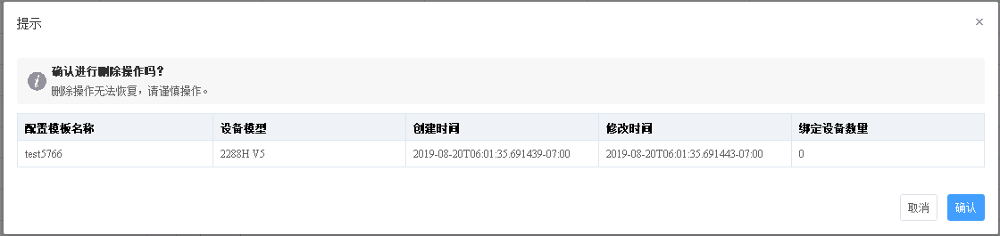 提示
×
确认进行删除操作吗？
删除操作无法恢复，请谨慎操作。
配置模板名称 设备模型 创建时间 修改时间 绑定设备数量
test5766 2288H V5 2019-08-20T06:01:35.691439-07:00 2019-08-20T06:01:35.691443-07:00 0
取消 确认